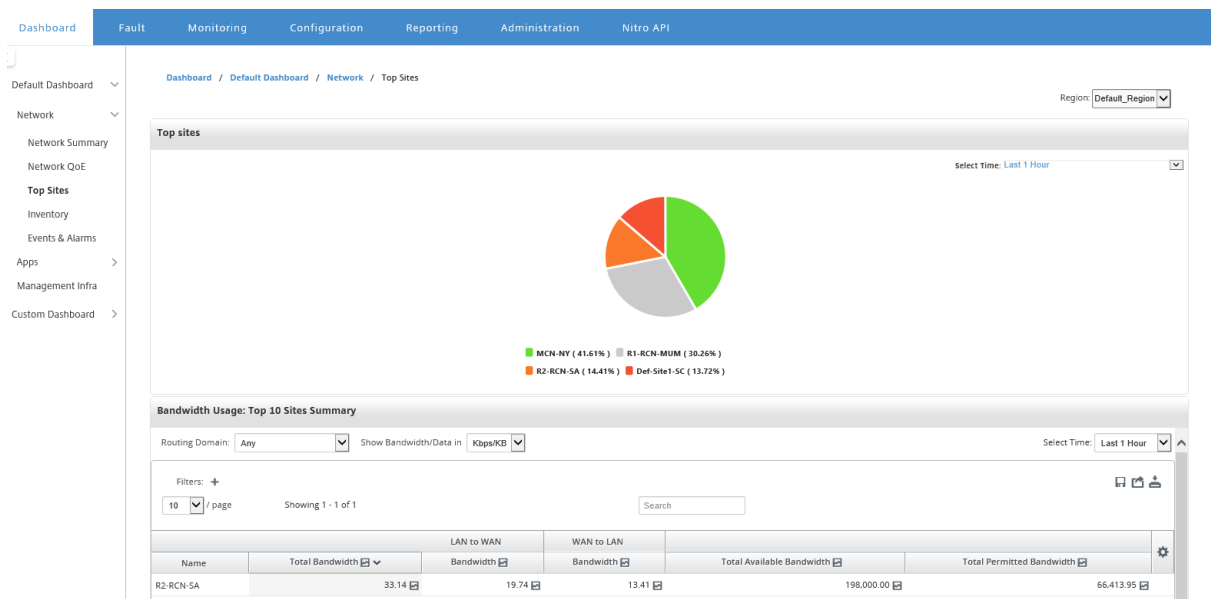 Dashboard Fault Monitoring Configuration Reporting Administration Nitro API
Dashboard / Default Dashboard / Network / Top Sites
Region: Default_Region
Default Dashboard
Network
Network Summary
Network QoE
Top Sites
Inventory
Events & Alarms
Apps
Management Infra
Custom Dashboard
Top sites
Select Time: Last 1 Hour
MCN-NY ( 41.61% ) R1-RCN-MUM ( 30.26% )
R2-RCN-SA ( 14.41% ) Def-Site1-SC ( 13.72% )
Bandwidth Usage: Top 10 Sites Summary
Routing Domain: Any Show Bandwidth/Data in Kbps/KB Select Time: Last 1 Hour
Filters: +
10 / page Showing 1 - 1 of 1 Search
LAN to WAN WAN to LAN
Name Total Bandwidth Bandwidth Bandwidth Total Available Bandwidth Total Permitted Bandwidth
R2-RCN-SA 33.14 19.74 13.41 198,000.00 66,413.95